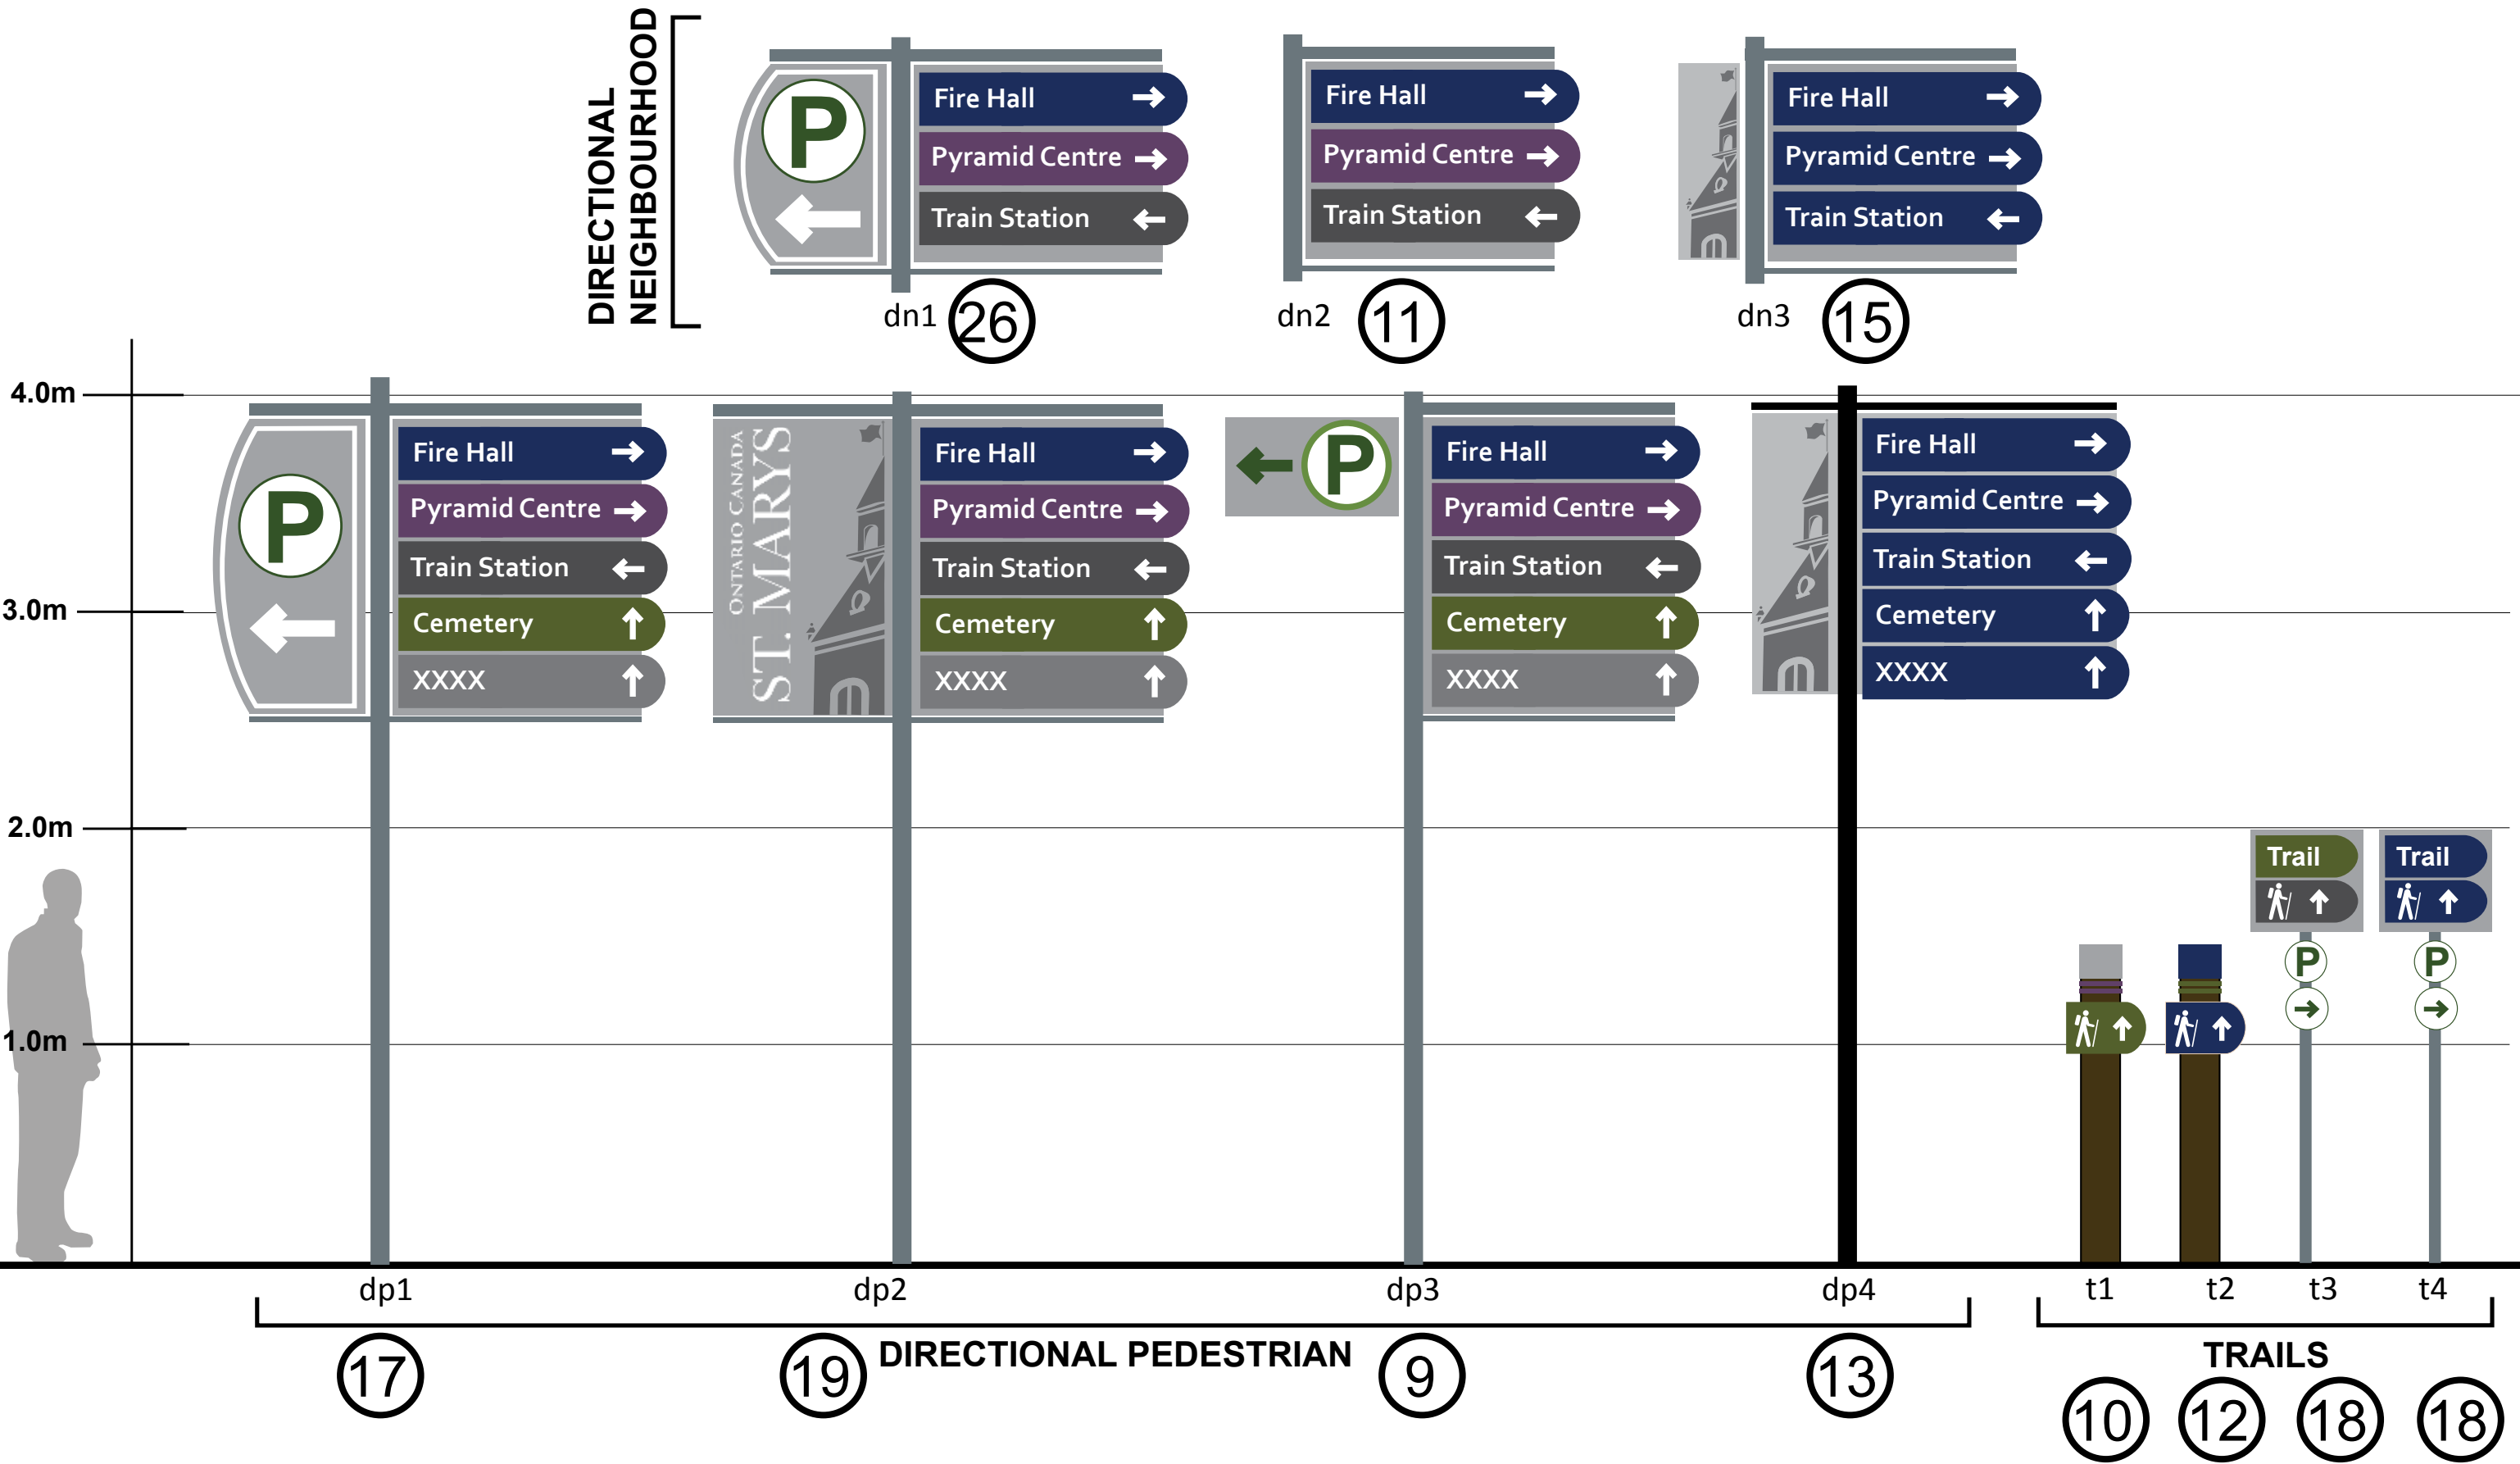 DIRECTIONAL
NEIGHBOURHOOD
P
Fire Hall
Pyramid Centre
Train Station
dn1
26
Fire Hall
Pyramid Centre
Train Station
dn2
11
Fire Hall
Pyramid Centre
Train Station
dn3
15
4.0m
3.0m
2.0m
1.0m
P
Fire Hall
Pyramid Centre
Train Station
Cemetery
XXXX
ONTARIO CANADA
ST. MARYS
Fire Hall
Pyramid Centre
Train Station
Cemetery
XXXX
P
Fire Hall
Pyramid Centre
Train Station
Cemetery
XXXX
Fire Hall
Pyramid Centre
Train Station
Cemetery
XXXX
Trail
P
Trail
P
dp1
dp2
dp3
dp4
t1
t2
t3
t4
17
19
DIRECTIONAL PEDESTRIAN
9
13
TRAILS
10
12
18
18